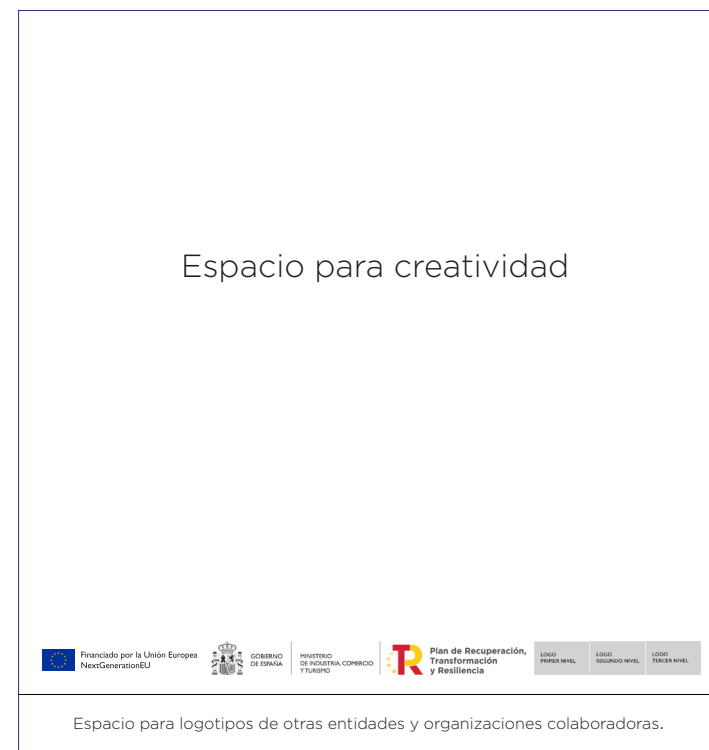 Espacio para creatividad
Financiado por la Unión Europea
NextGenerationEU
GOBIERNO
DE ESPAÑA
MINISTERIO
DE INDUSTRIA, COMERCIO
Y TURISMO
Plan de Recuperación,
Transformación
y Resiliencia
LOGO
PRIMER NIVEL
LOGO
SEGUNDO NIVEL
LOGO
TERCER NIVEL
Espacio para logotipos de otras entidades y organizaciones colaboradoras.